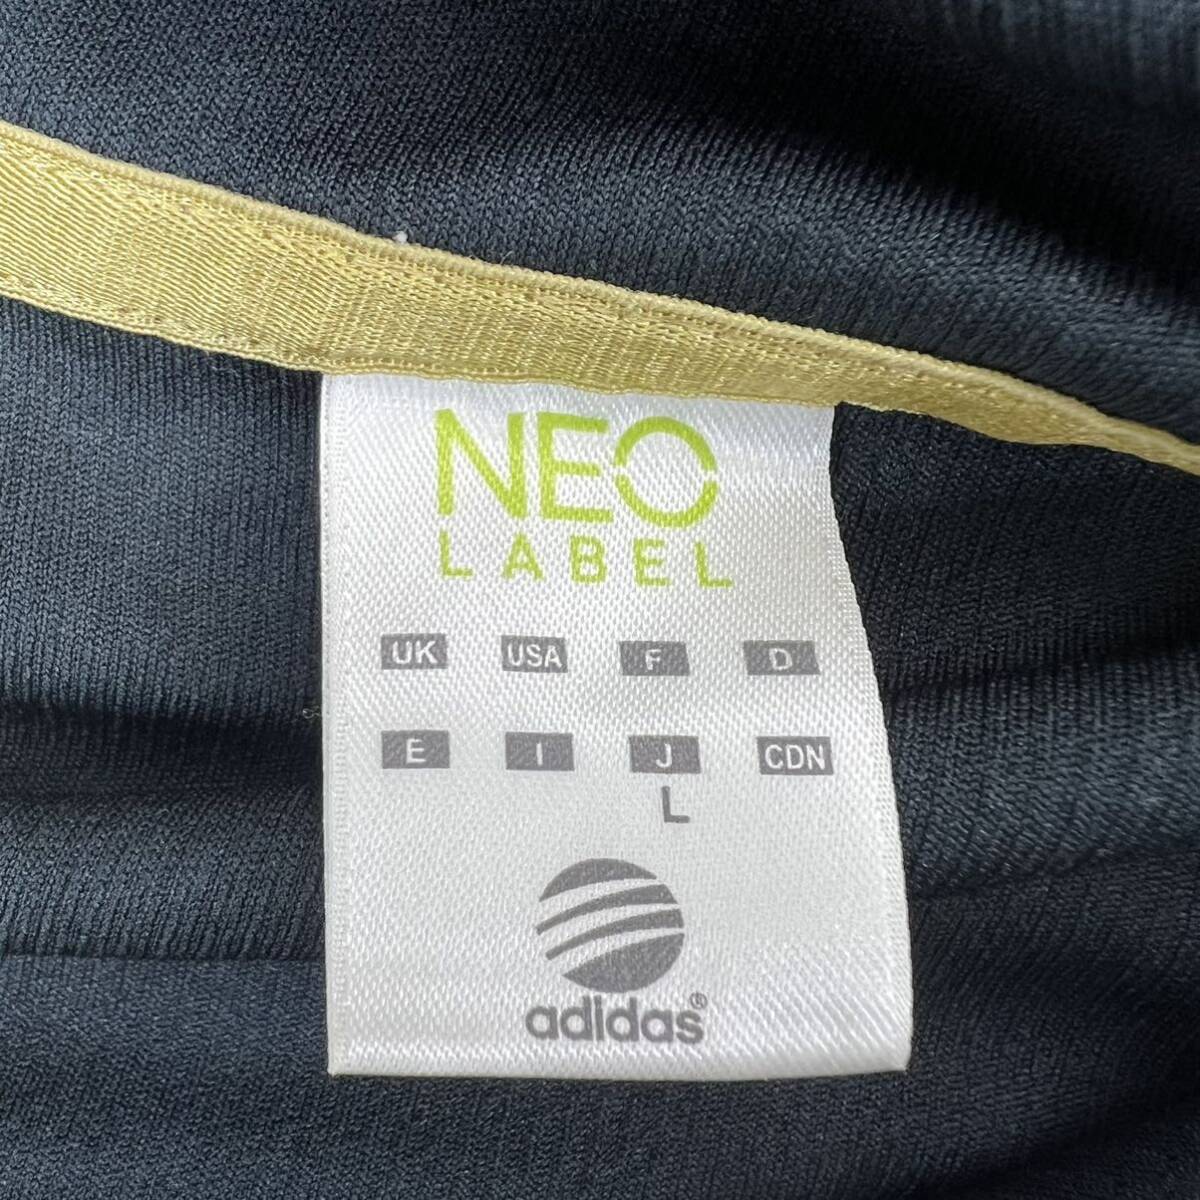 NEO
LABEL
UK USA F D
E I J CDN
L
adidas®